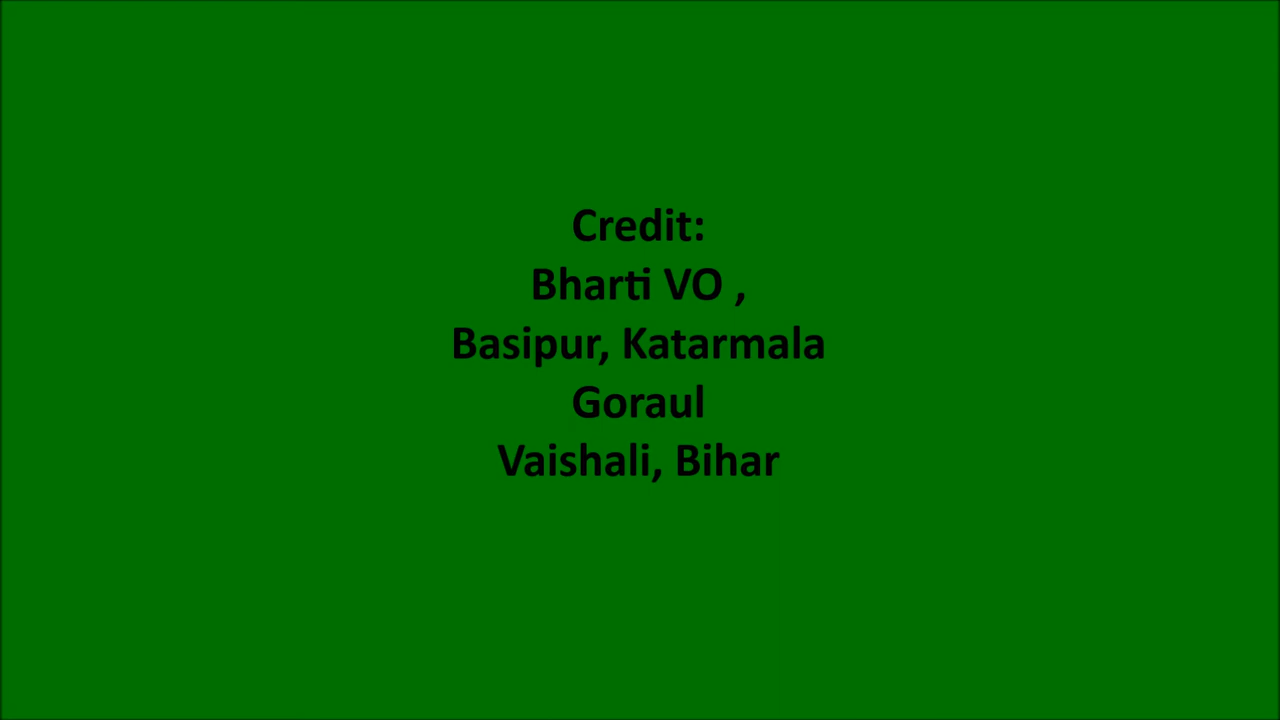 Credit:
Bharti VO ,
Basipur, Katarmala
Goraul
Vaishali, Bihar